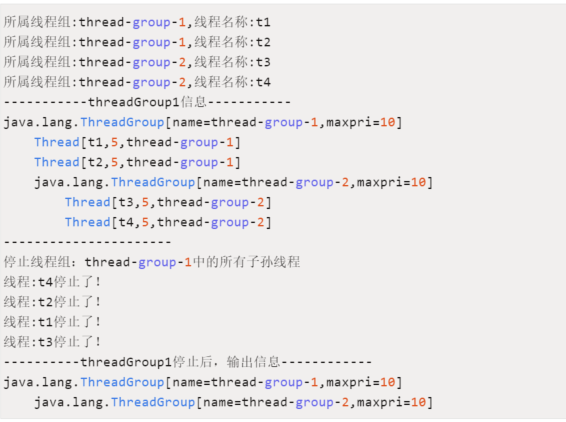 所属线程组:thread-group-1,线程名称:t1
所属线程组:thread-group-1,线程名称:t2
所属线程组:thread-group-2,线程名称:t3
所属线程组:thread-group-2,线程名称:t4
-----------threadGroup1信息-----------
java.lang.ThreadGroup[name=thread-group-1,maxpri=10]
    Thread[t1,5,thread-group-1]
    Thread[t2,5,thread-group-1]
    java.lang.ThreadGroup[name=thread-group-2,maxpri=10]
        Thread[t3,5,thread-group-2]
        Thread[t4,5,thread-group-2]
----------------------
停止线程组：thread-group-1中的所有子孙线程
线程:t4停止了！
线程:t2停止了！
线程:t1停止了！
线程:t3停止了！
----------threadGroup1停止后，输出信息------------
java.lang.ThreadGroup[name=thread-group-1,maxpri=10]
    java.lang.ThreadGroup[name=thread-group-2,maxpri=10]